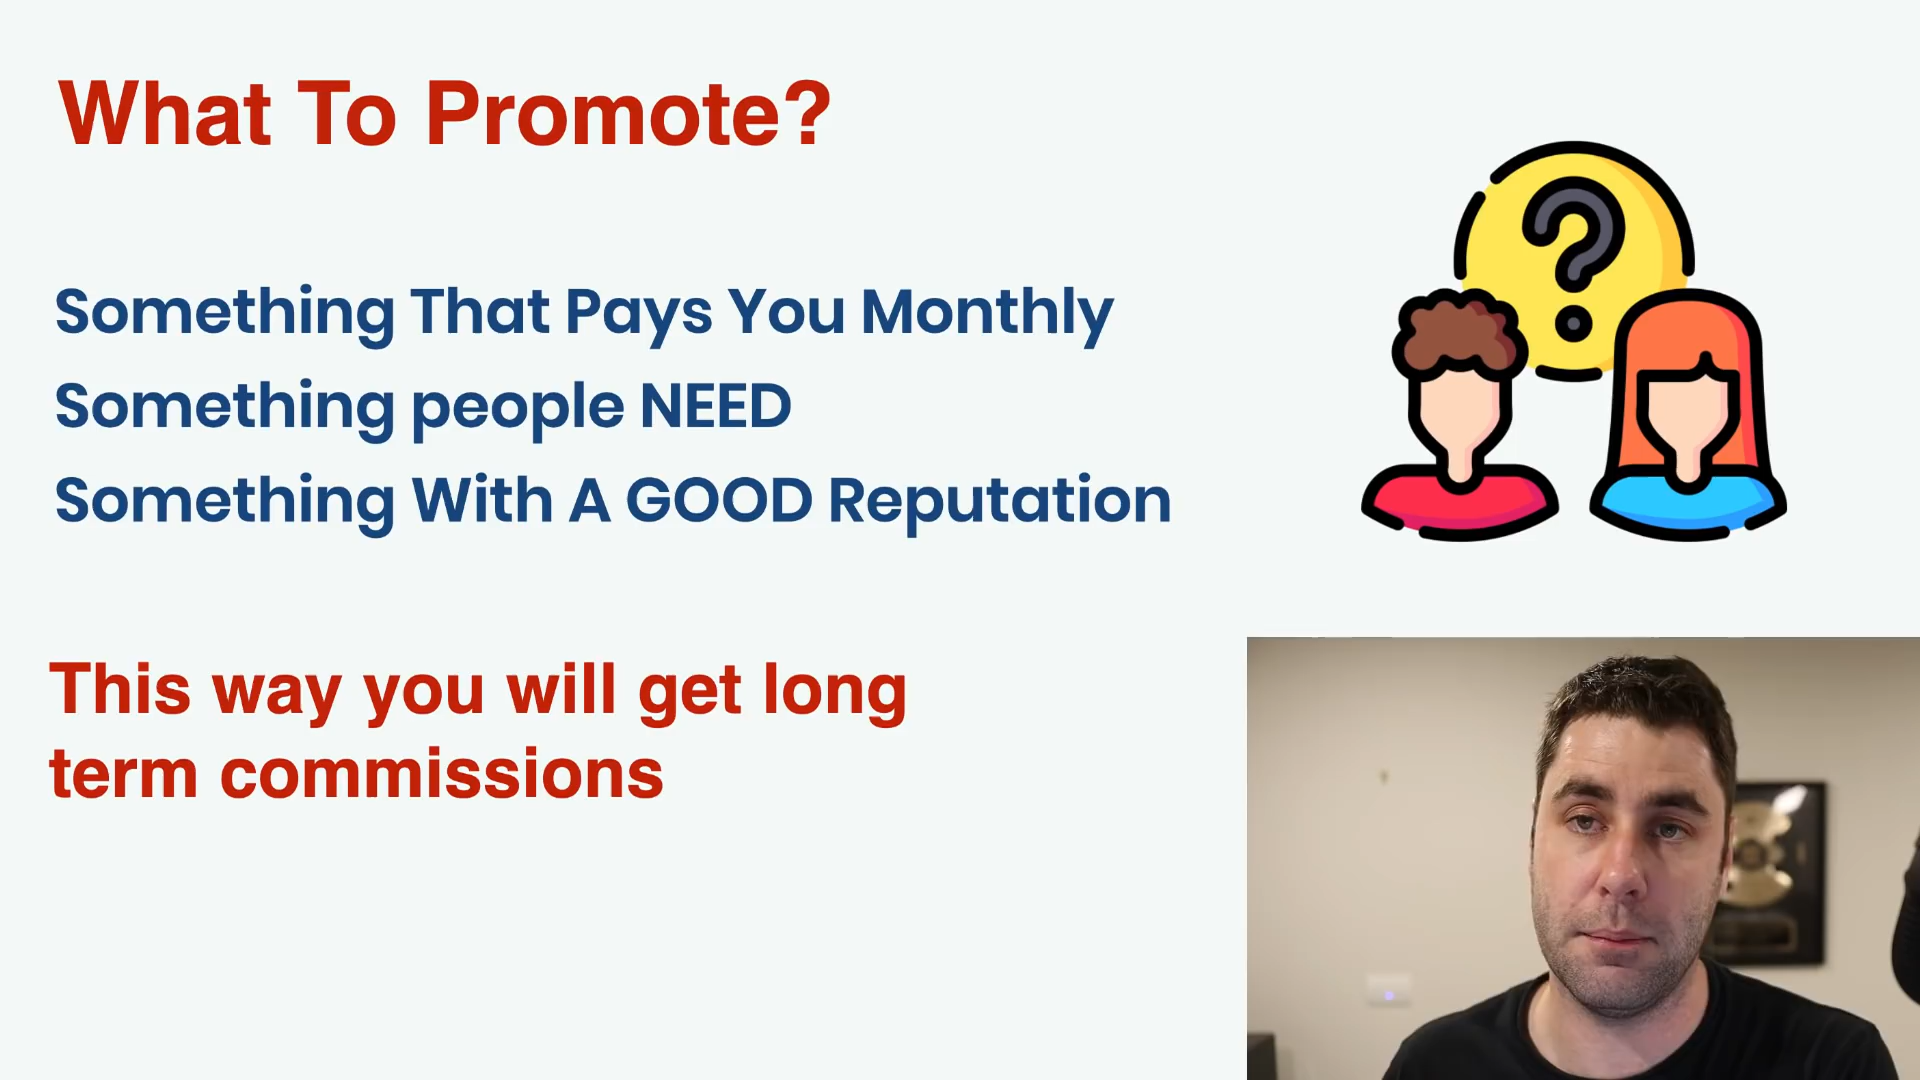 What To Promote?
Something That Pays You Monthly
Something people NEED
Something With A GOOD Reputation
This way you will get long
term commissions